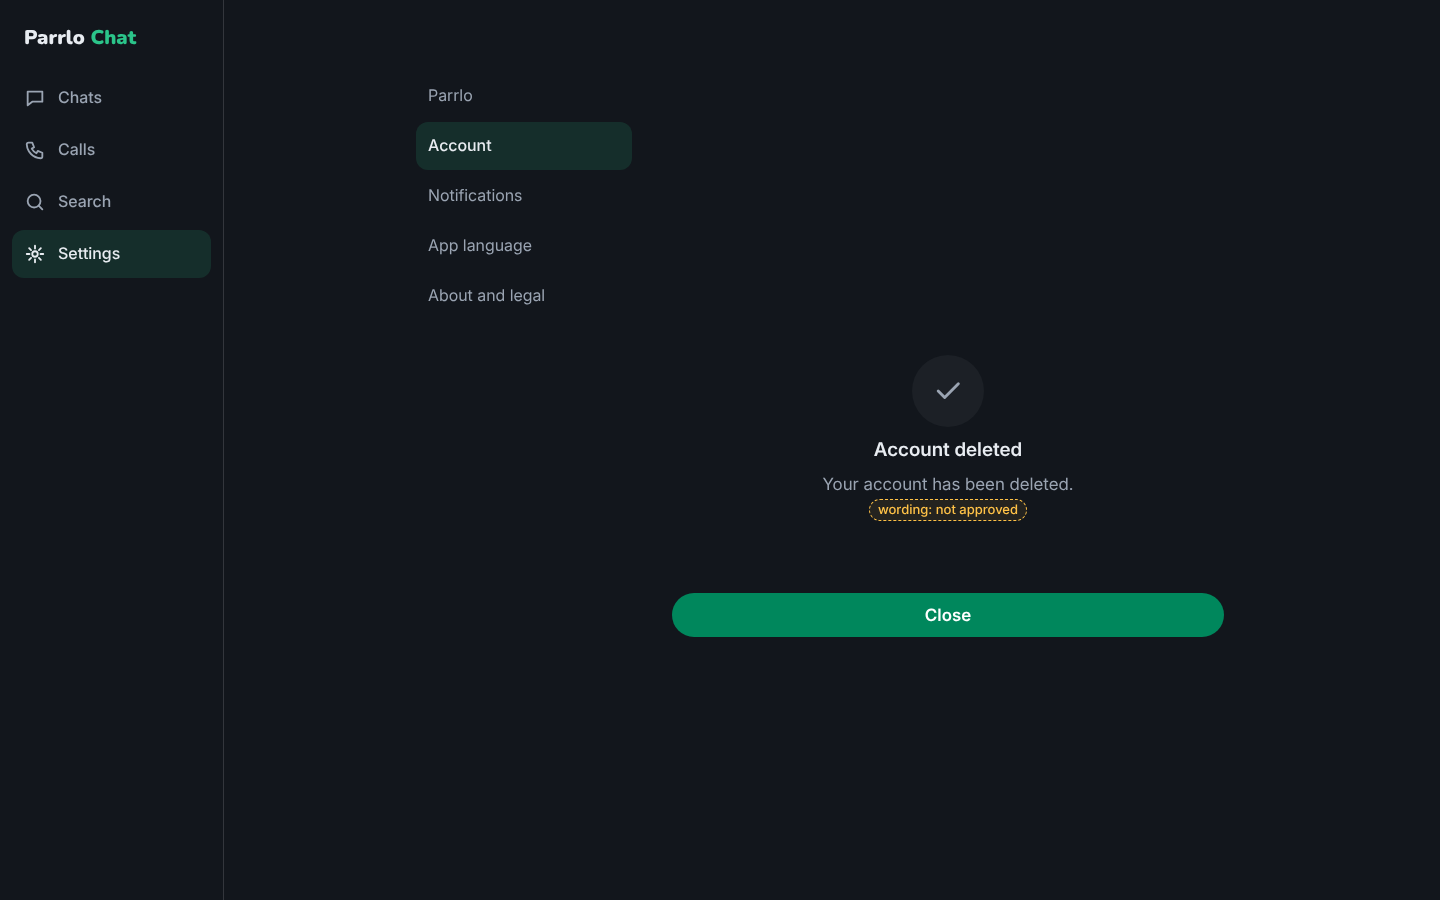 Parrlo Chat
Chats
Calls
Search
Settings
Parrlo
Account
Notifications
App language
About and legal
Account deleted
Your account has been deleted.
wording: not approved
Close